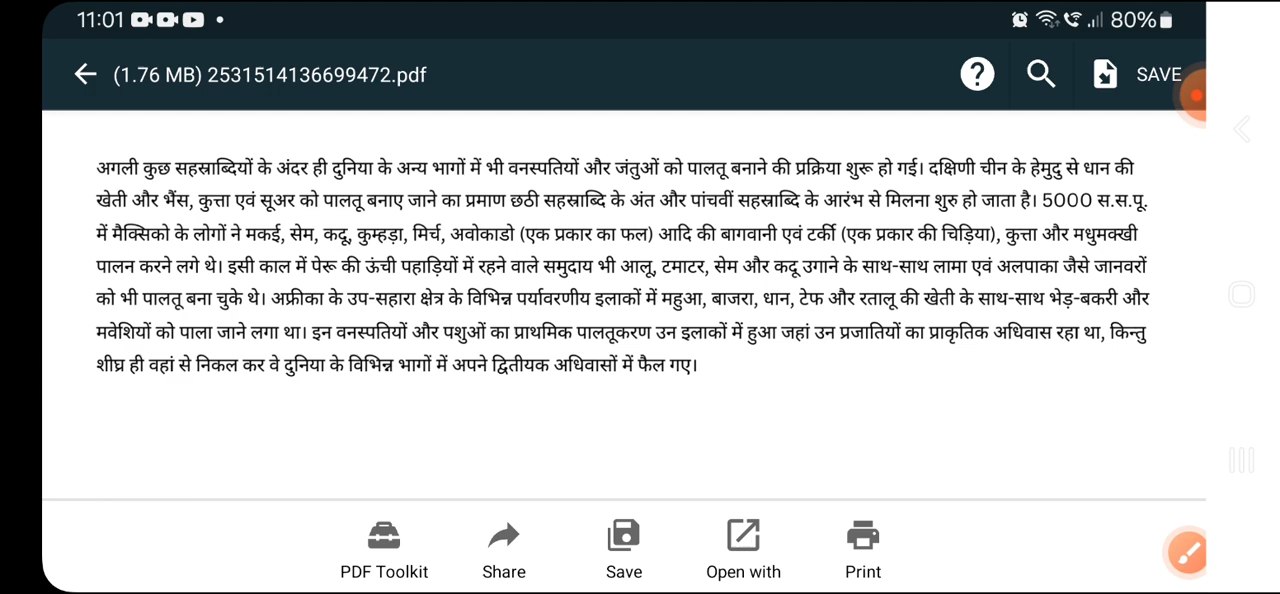 11:01
80%
(1.76 MB) 2531514136699472.pdf
?
SAVE
अगली कुछ सहस्राब्दियों के अंदर ही दुनिया के अन्य भागों में भी वनस्पतियों और जंतुओं को पालतू बनाने की प्रक्रिया शुरू हो गई। दक्षिणी चीन के हेमुदु से धान की
खेती और भैंस, कुत्ता एवं सूअर को पालतू बनाए जाने का प्रमाण छठी सहस्राब्दि के अंत और पांचवीं सहस्राब्दि के आरंभ से मिलना शुरु हो जाता है। 5000 स.स.पू.
में मैक्सिको के लोगों ने मकई, सेम, कदू, कुम्हड़ा, मिर्च, अवोकाडो (एक प्रकार का फल) आदि की बागवानी एवं टर्की (एक प्रकार की चिड़िया), कुत्ता और मधुमक्खी
पालन करने लगे थे। इसी काल में पेरू की ऊंची पहाड़ियों में रहने वाले समुदाय भी आलू, टमाटर, सेम और कदू उगाने के साथ-साथ लामा एवं अलपाका जैसे जानवरों
को भी पालतू बना चुके थे। अफ्रीका के उप-सहारा क्षेत्र के विभिन्न पर्यावरणीय इलाकों में महुआ, बाजरा, धान, टेफ और रतालू की खेती के साथ-साथ भेड़-बकरी और
मवेशियों को पाला जाने लगा था। इन वनस्पतियों और पशुओं का प्राथमिक पालतूकरण उन इलाकों में हुआ जहां उन प्रजातियों का प्राकृतिक अधिवास रहा था, किन्तु
शीघ्र ही वहां से निकल कर वे दुनिया के विभिन्न भागों में अपने द्वितीयक अधिवासों में फैल गए।
PDF Toolkit
Share
Save
Open with
Print